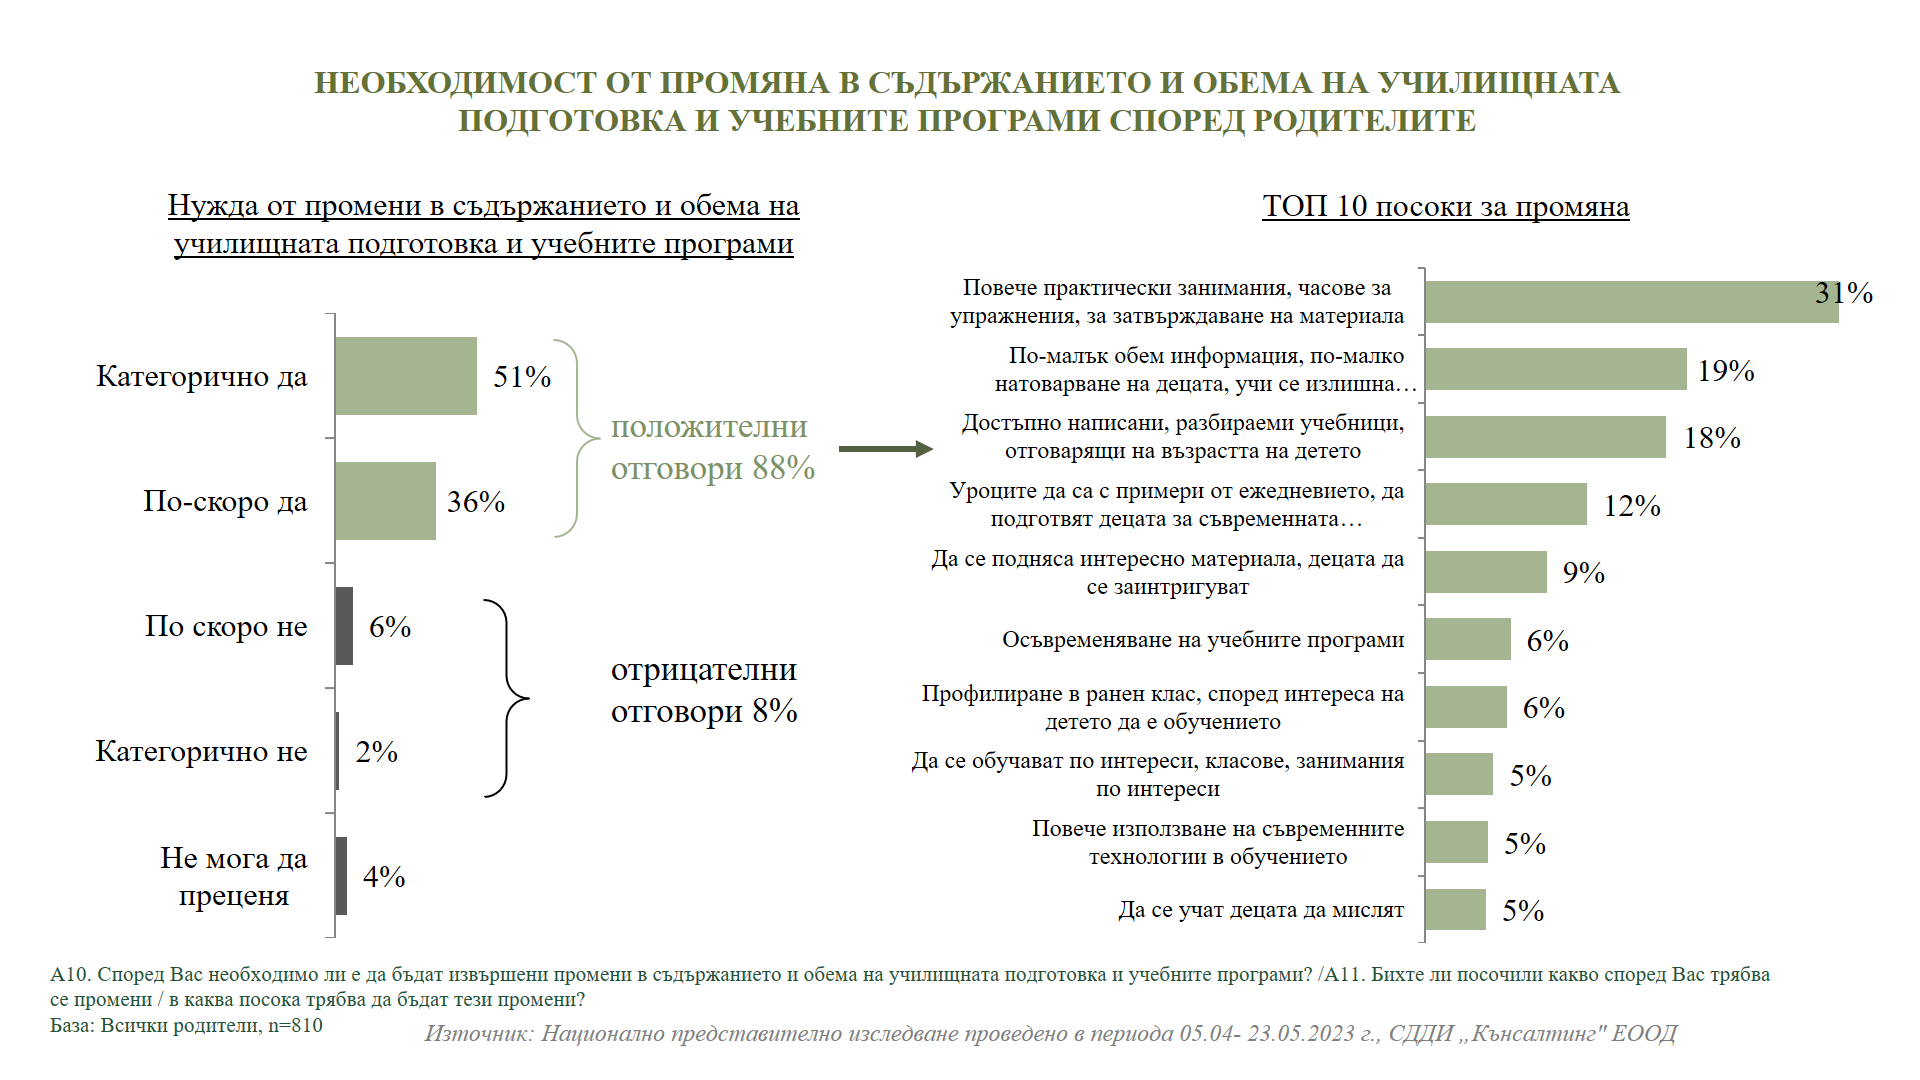 НЕОБХОДИМОСТ ОТ ПРОМЯНА В СЪДЪРЖАНИЕТО И ОБЕМА НА УЧИЛИЩНАТА
ПОДГОТОВКА И УЧЕБНИТЕ ПРОГРАМИ СПОРЕД РОДИТЕЛИТЕ
Нужда от промени в съдържанието и обема на
училищната подготовка и учебните програми
Категорично да
51%
По-скоро да
36%
положителни
отговори 88%
По скоро не
6%
Категорично не
2%
отрицателни
отговори 8%
Не мога да
преценя
4%
ТОП 10 посоки за промяна
Повече практически занимания, часове за
упражнения, за затвърждаване на материала
31%
По-малък обем информация, по-малко
натоварване на децата, учи се излишна…
19%
Достъпно написани, разбираеми учебници,
отговарящи на възрастта на детето
18%
Уроците да са с примери от ежедневието, да
подготвят децата за съвременната…
12%
Да се подняса интересно материала, децата да
се заинтригуват
9%
Осъвременяване на учебните програми
6%
Профилиране в ранен клас, според интереса на
детето да е обучението
6%
Да се обучават по интереси, класове, занимания
по интереси
5%
Повече използване на съвременните
технологии в обучението
5%
Да се учат децата да мислят
5%
А10. Според Вас необходимо ли е да бъдат извършени промени в съдържанието и обема на училищната подготовка и учебните програми? /А11. Бихте ли посочили какво според Вас трябва
се промени / в каква посока трябва да бъдат тези промени?
База: Всички родители, n=810
Източник: Национално представително изследване проведено в периода 05.04- 23.05.2023 г., СДДИ „Кънсалтинг" ЕООД